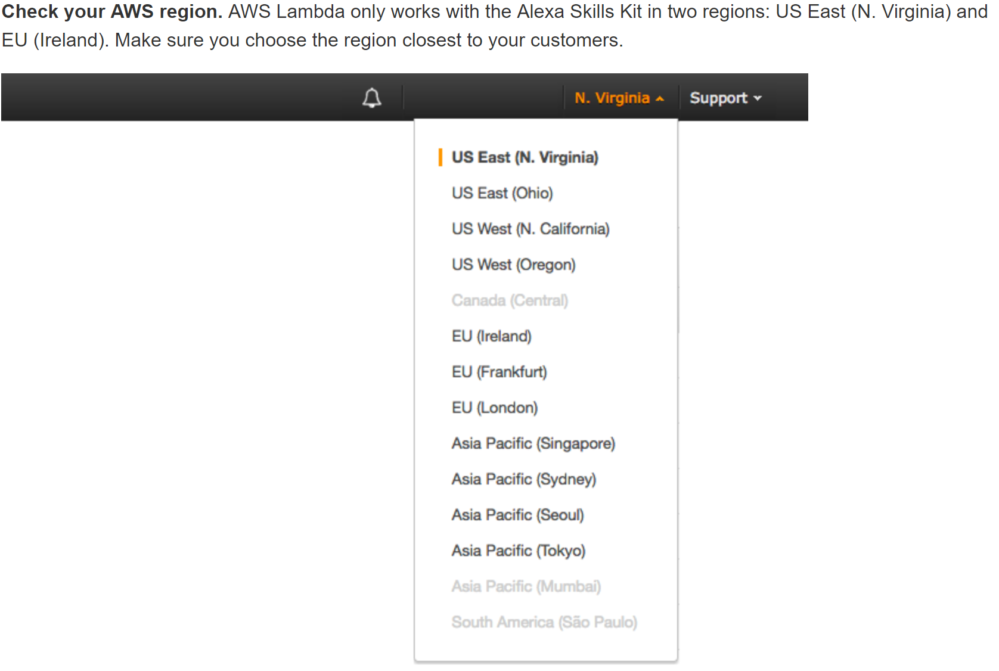 Check your AWS region. AWS Lambda only works with the Alexa Skills Kit in two regions: US East (N. Virginia) and
EU (Ireland). Make sure you choose the region closest to your customers.
N. Virginia Support
US East (N. Virginia)
US East (Ohio)
US West (N. California)
US West (Oregon)
Canada (Central)
EU (Ireland)
EU (Frankfurt)
EU (London)
Asia Pacific (Singapore)
Asia Pacific (Sydney)
Asia Pacific (Seoul)
Asia Pacific (Tokyo)
Asia Pacific (Mumbai)
South America (São Paulo)